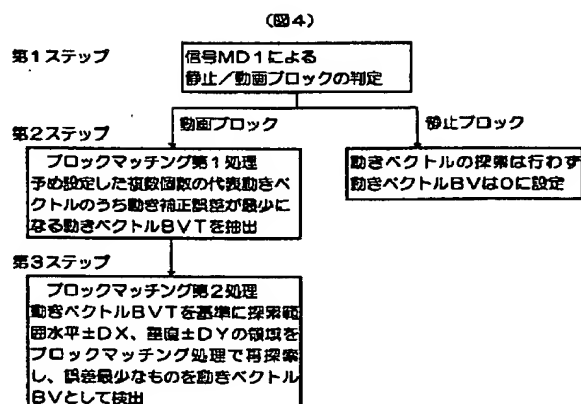 （図４）
第１ステップ
信号ＭＤ１による
静止／動画ブロックの判定
動画ブロック
静止ブロック
第２ステップ
ブロックマッチング第１処理
予め設定した複数個数の代表動きベ
クトルのうち動き補正誤差が最少に
なる動きベクトルＢＶＴを抽出
動きベクトルの探索は行わず
動きベクトルＢＶは０に設定
第３ステップ
ブロックマッチング第２処理
動きベクトルＢＶＴを基準に探索範
囲水平±ＤＸ、垂直±ＤＹの領域を
ブロックマッチング処理で再探索
し、誤差最少なものを動きベクトル
ＢＶとして検出